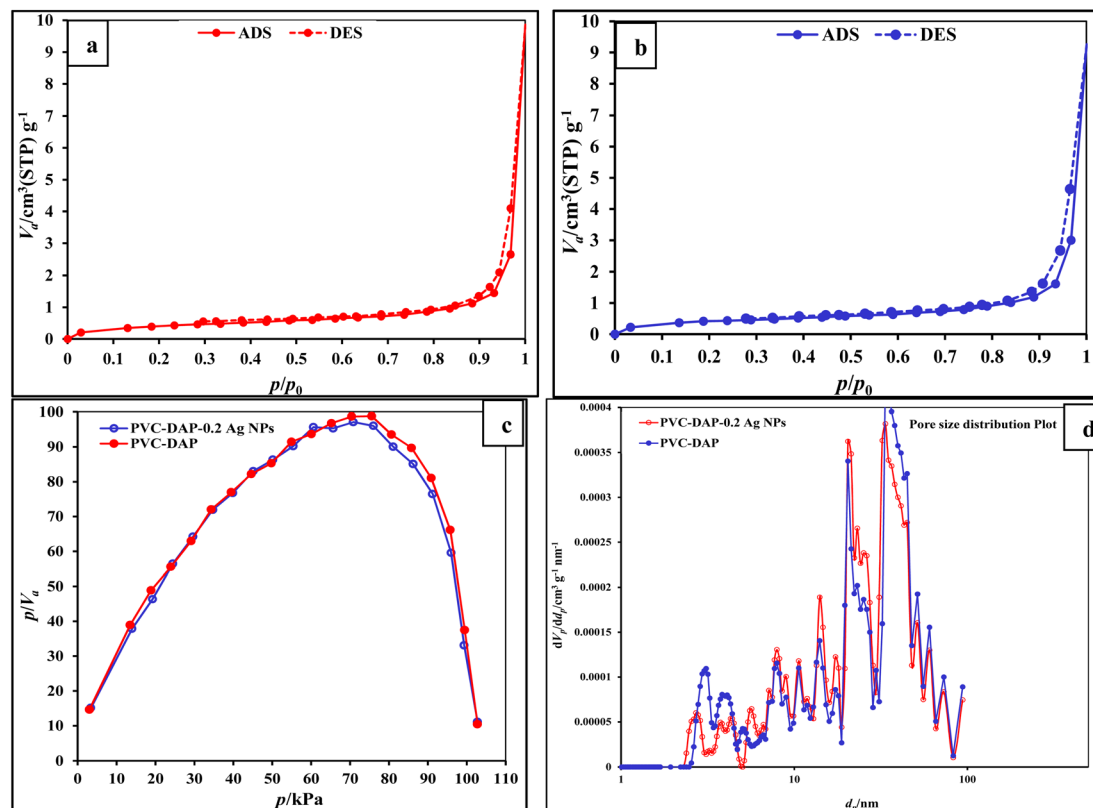 a
ADS DES
10
9
8
7
6
5
4
3
2
1
0
Va/cm³(STP) g⁻¹
0 0.1 0.2 0.3 0.4 0.5 0.6 0.7 0.8 0.9 1
p/p₀
b
ADS DES
10
9
8
7
6
5
4
3
2
1
0
Va/cm³(STP) g⁻¹
0 0.1 0.2 0.3 0.4 0.5 0.6 0.7 0.8 0.9 1
p/p₀
c
PVC-DAP-0.2 Ag NPs
PVC-DAP
100
90
80
70
60
50
40
30
20
10
0
p/Va
0 10 20 30 40 50 60 70 80 90 100 110
p/kPa
d
Pore size distribution Plot
PVC-DAP-0.2 Ag NPs
PVC-DAP
0.0004
0.00035
0.0003
0.00025
0.0002
0.00015
0.0001
0.00005
0
dVp/ddp/cm³ g⁻¹ nm⁻¹
1 10 100
dp/nm